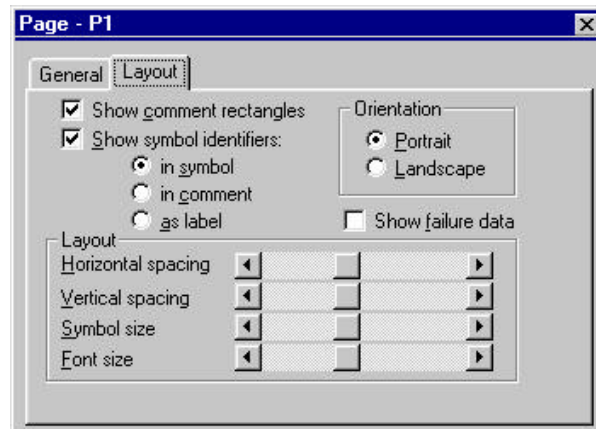 Page - P1
General Layout
Show comment rectangles
Show symbol identifiers:
in symbol
in comment
as label
Orientation
Portrait
Landscape
Show failure data
Layout
Horizontal spacing
Vertical spacing
Symbol size
Font size